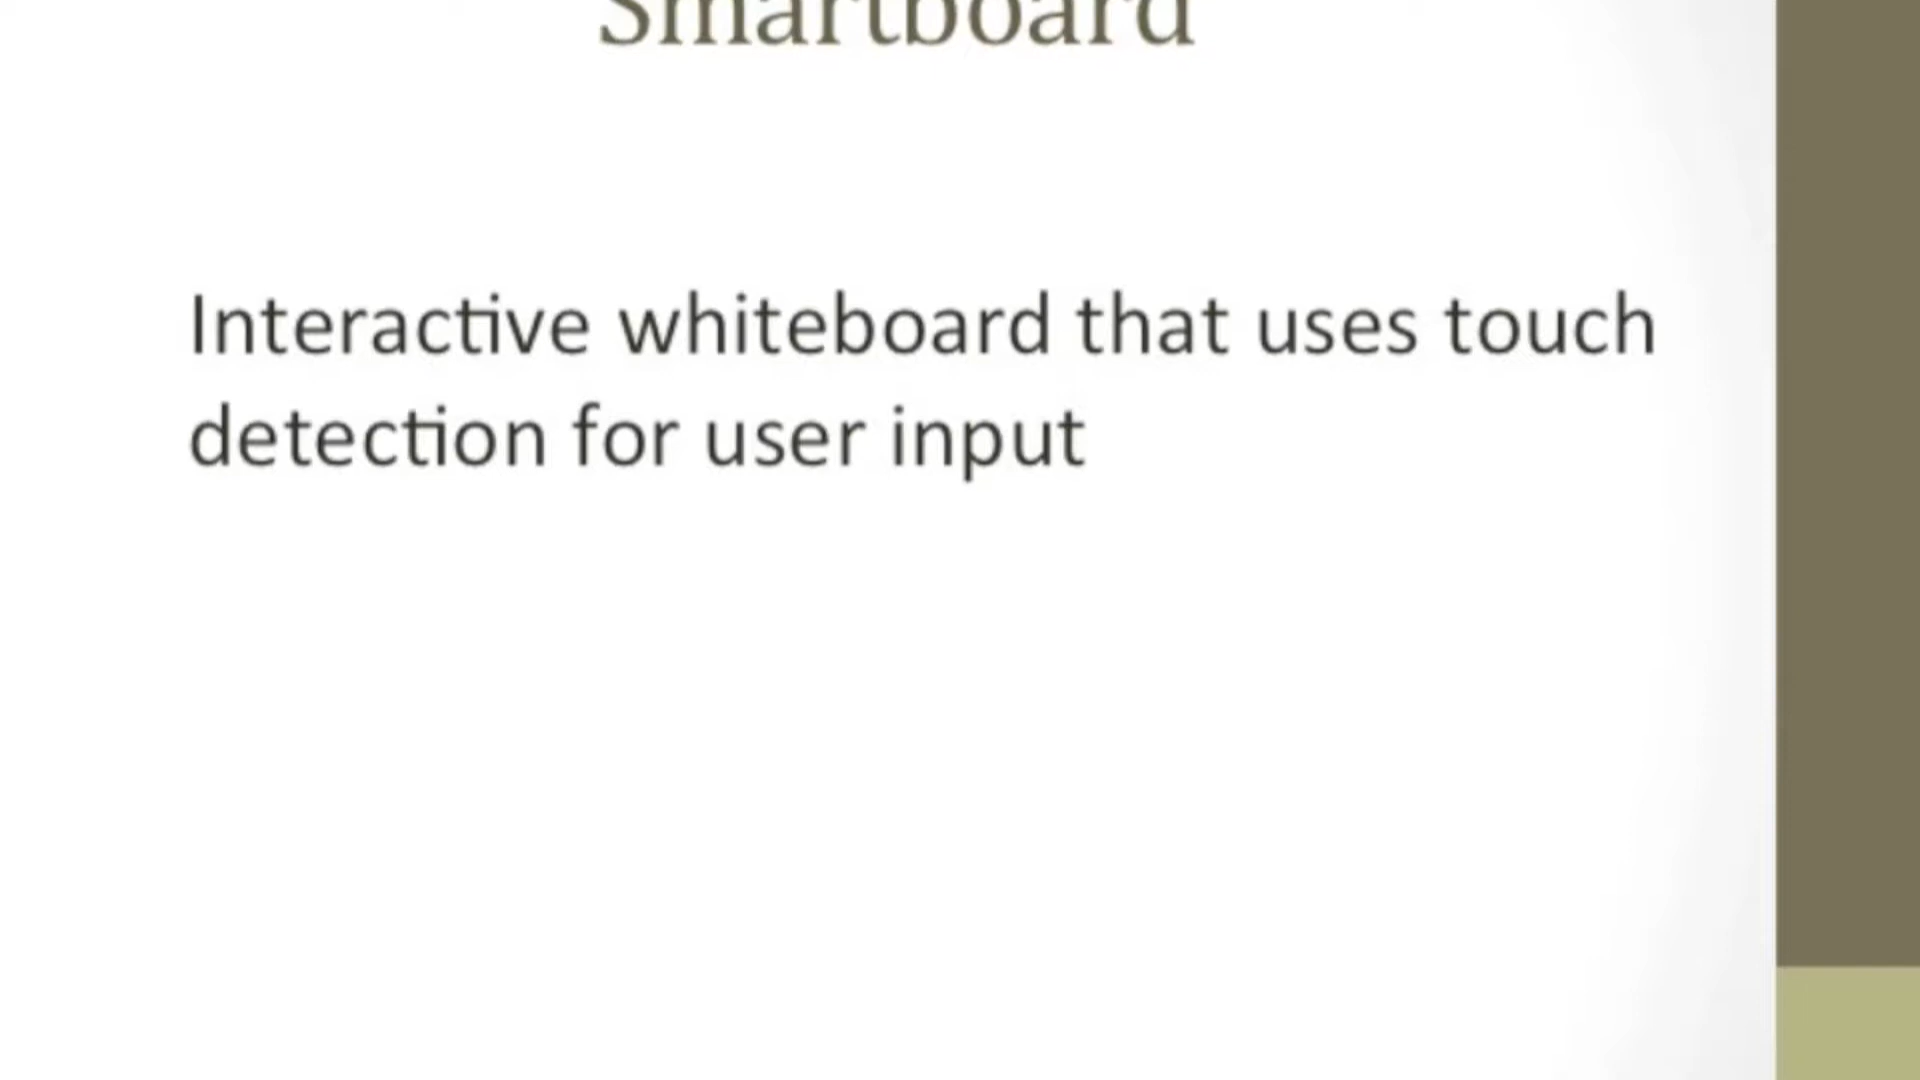 Smartboard
Interactive whiteboard that uses touch
detection for user input